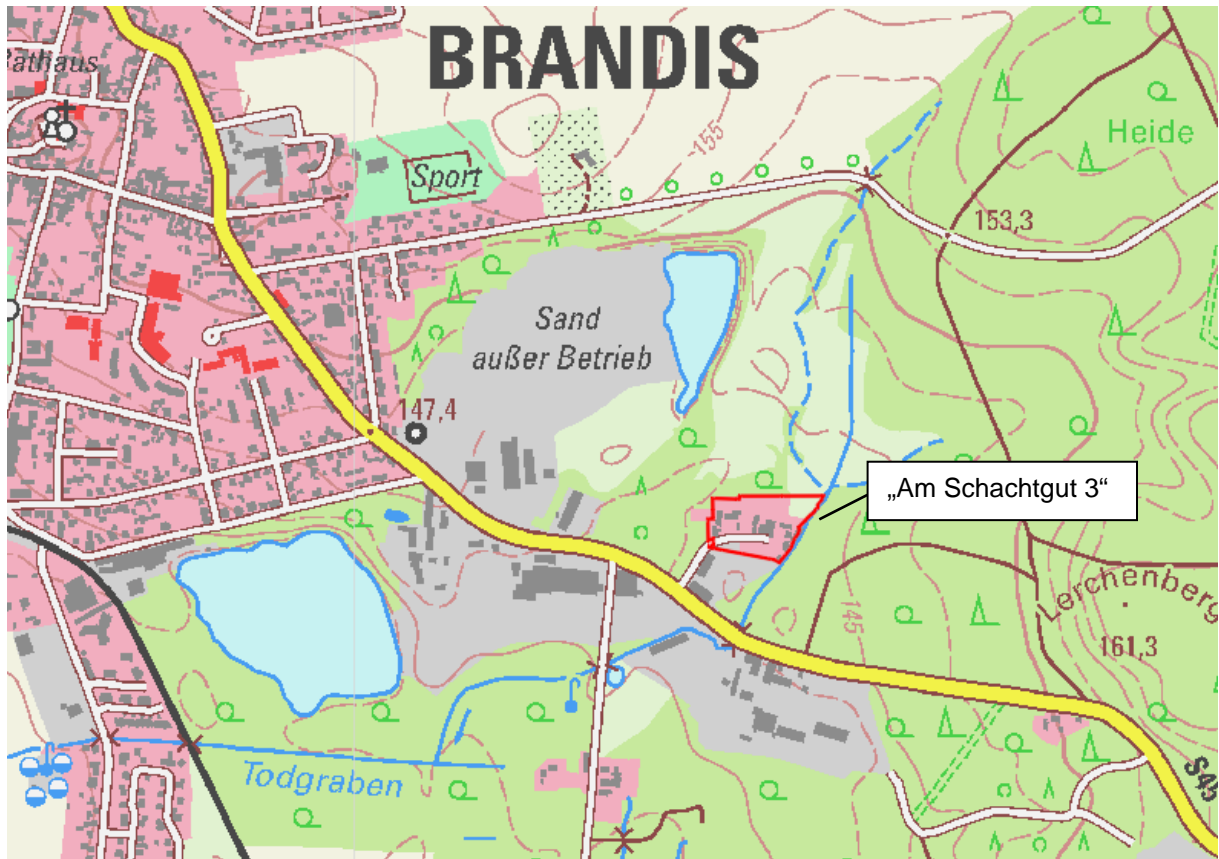 BRANDIS
Rathaus
Sport
155
Heide
153,3
Sand
außer Betrieb
147,4
„Am Schachtgut 3“
145
Lerchenberg
161,3
S45
Todgraben